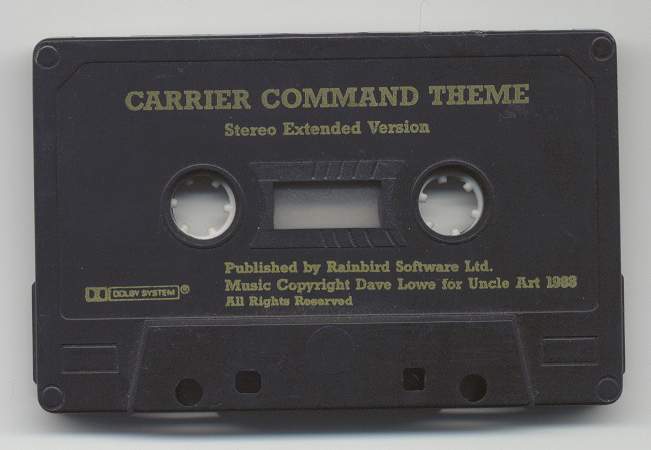 CARRIER COMMAND THEME
Stereo Extended Version
Published by Rainbird Software Ltd.
Music Copyright Dave Lowe for Uncle Art 1988
All Rights Reserved
DOLBY SYSTEM ®